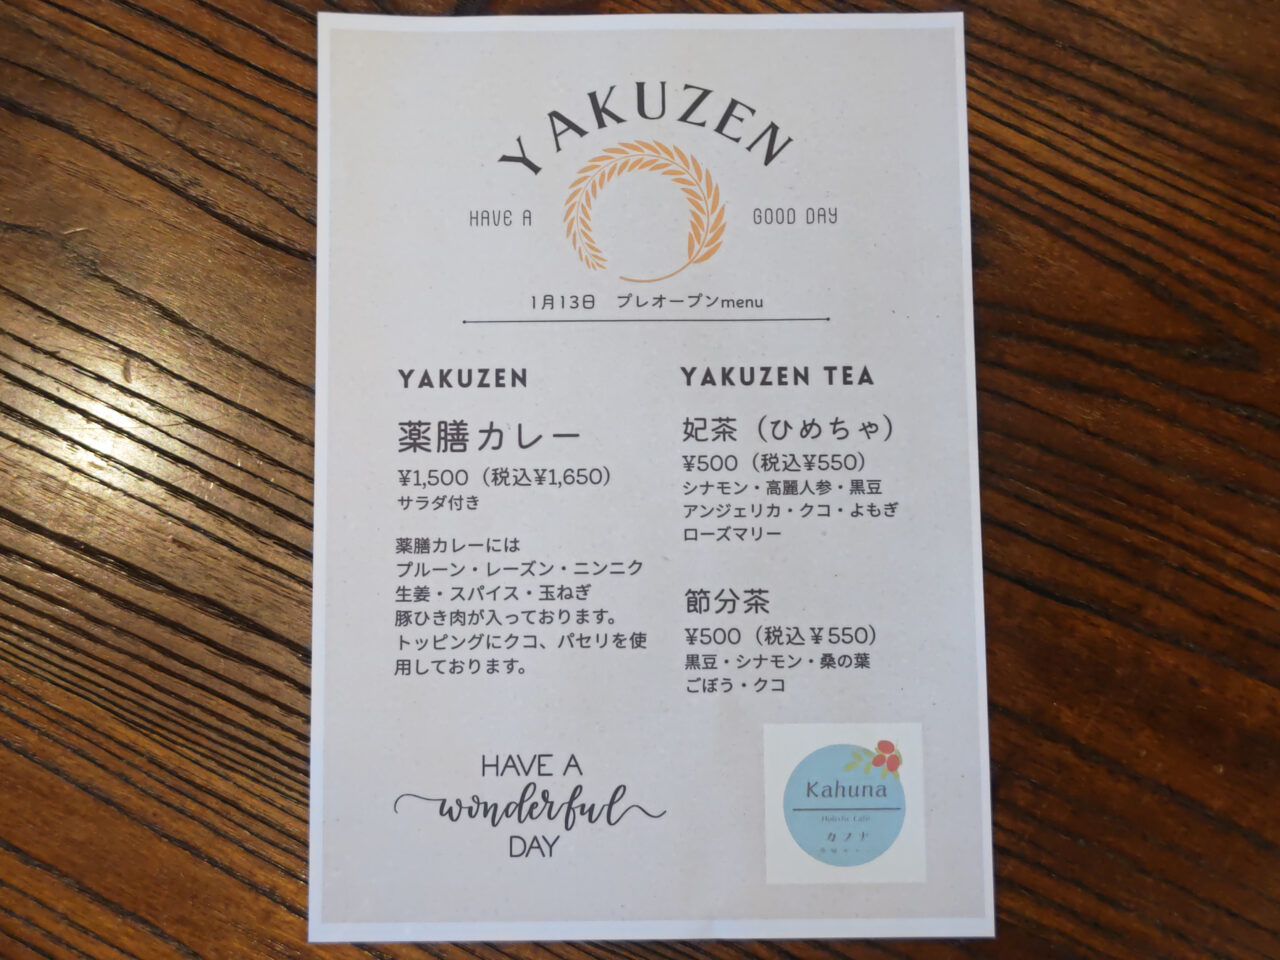 YAKUZEN
HAVE A
GOOD DAY
1月13日 プレオープンmenu
YAKUZEN
薬膳カレー
¥1,500（税込¥1,650）
サラダ付き
薬膳カレーには
プルーン・レーズン・ニンニク
生姜・スパイス・玉ねぎ
豚ひき肉が入っております。
トッピングにクコ、パセリを使
用しております。
YAKUZEN TEA
妃茶（ひめちゃ）
¥500（税込¥550）
シナモン・高麗人参・黒豆
アンジェリカ・クコ・よもぎ
ローズマリー
節分茶
¥500（税込￥550）
黒豆・シナモン・桑の葉
ごぼう・クコ
HAVE A
wonderful
DAY
Kahuna
Holistic Cafe
カフナ